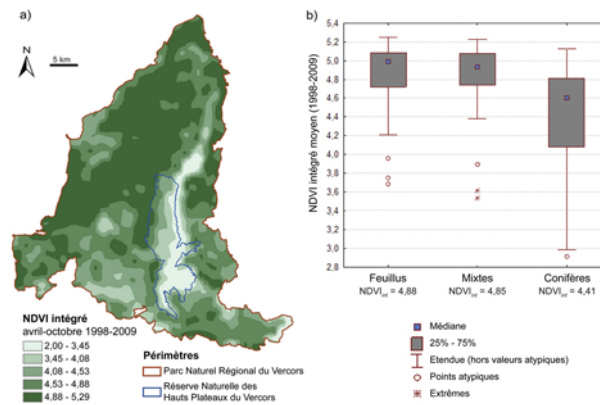 a)
N
5 km
NDVI intégré
avril-octobre 1998-2009
2,00 - 3,45
3,45 - 4,08
4,08 - 4,53
4,53 - 4,88
4,88 - 5,29
Périmètres
Parc Naturel Régional du Vercors
Réserve Naturelle des
Hauts Plateaux du Vercors
b)
NDVI intégré moyen (1998-2009)
5,4
5,2
5,0
4,8
4,6
4,4
4,2
4,0
3,8
3,6
3,4
3,2
3,0
2,8
Feuillus
NDVIint = 4,88
Mixtes
NDVIint = 4,85
Conifères
NDVIint = 4,41
Médiane
25% - 75%
Etendue (hors valeurs atypiques)
Points atypiques
Extrêmes